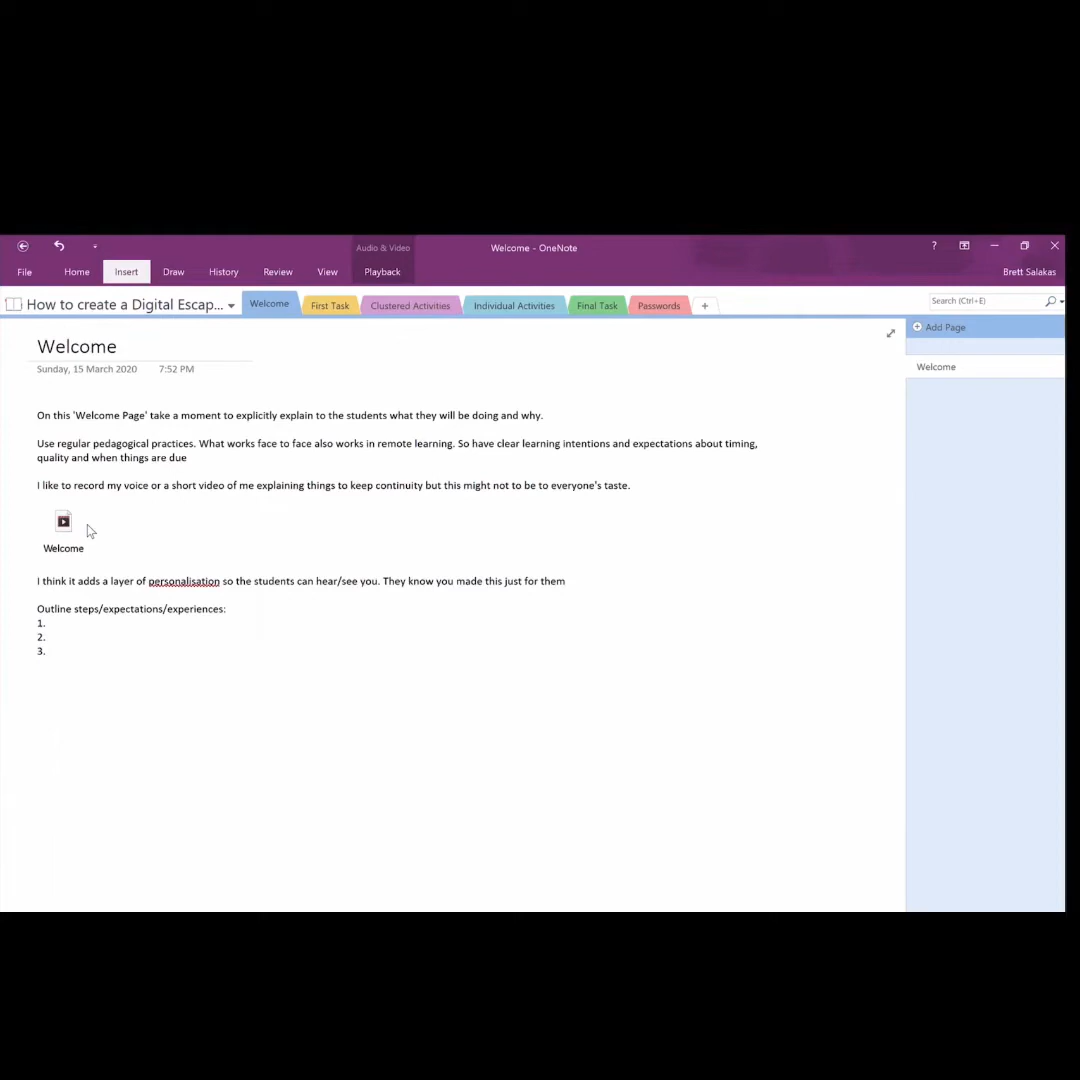 Audio & Video
Welcome - OneNote
?
File
Home
Insert
Draw
History
Review
View
Playback
Brett Salakas
How to create a Digital Escap...
Welcome
First Task
Clustered Activities
Individual Activities
Final Task
Passwords
+
Search (Ctrl+E)
Welcome
Add Page
Sunday, 15 March 2020 7:52 PM
Welcome
On this 'Welcome Page' take a moment to explicitly explain to the students what they will be doing and why.
Use regular pedagogical practices. What works face to face also works in remote learning. So have clear learning intentions and expectations about timing,
quality and when things are due
I like to record my voice or a short video of me explaining things to keep continuity but this might not to be to everyone's taste.
Welcome
I think it adds a layer of personalisation so the students can hear/see you. They know you made this just for them
Outline steps/expectations/experiences:
1.
2.
3.